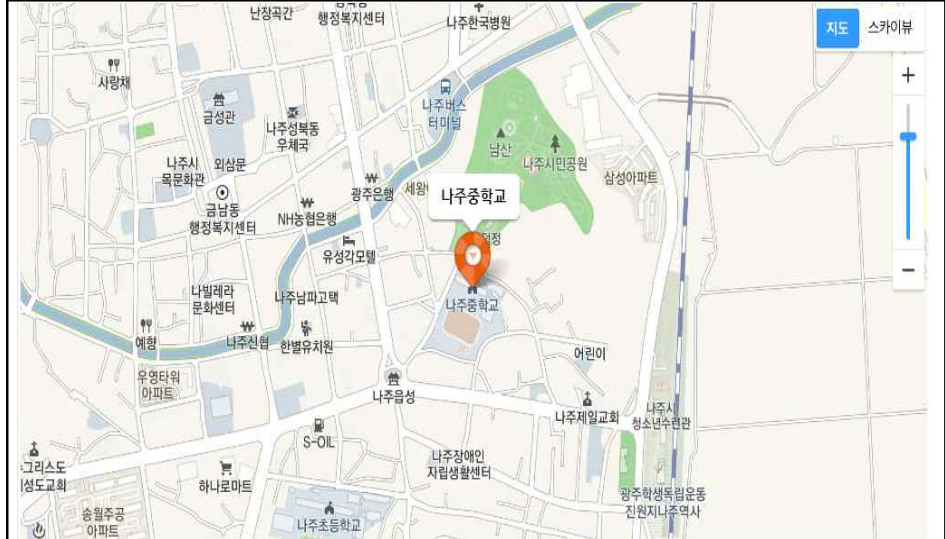 난장곡간
행정복지센터
나주한국병원
지도
스카이뷰
사랑채
금성관
나주버스
터미널
나주성북동
우체국
남산
나주시민공원
나주시
목문화관
외삼문
삼성아파트
광주은행
나주중학교
금남동
행정복지센터
NH농협은행
유성각모텔
나빌레라
문화센터
나주남파고택
나주중학교
예향
나주신협
한별유치원
어린이
우영타워
아파트
나주읍성
나주제일교회
나주시
청소년수련관
S-OIL
나주장애인
자립생활센터
그리스도
성도교회
하나로마트
광주학생독립운동
진원지나주역사
송월주공
아파트
나주초등학교